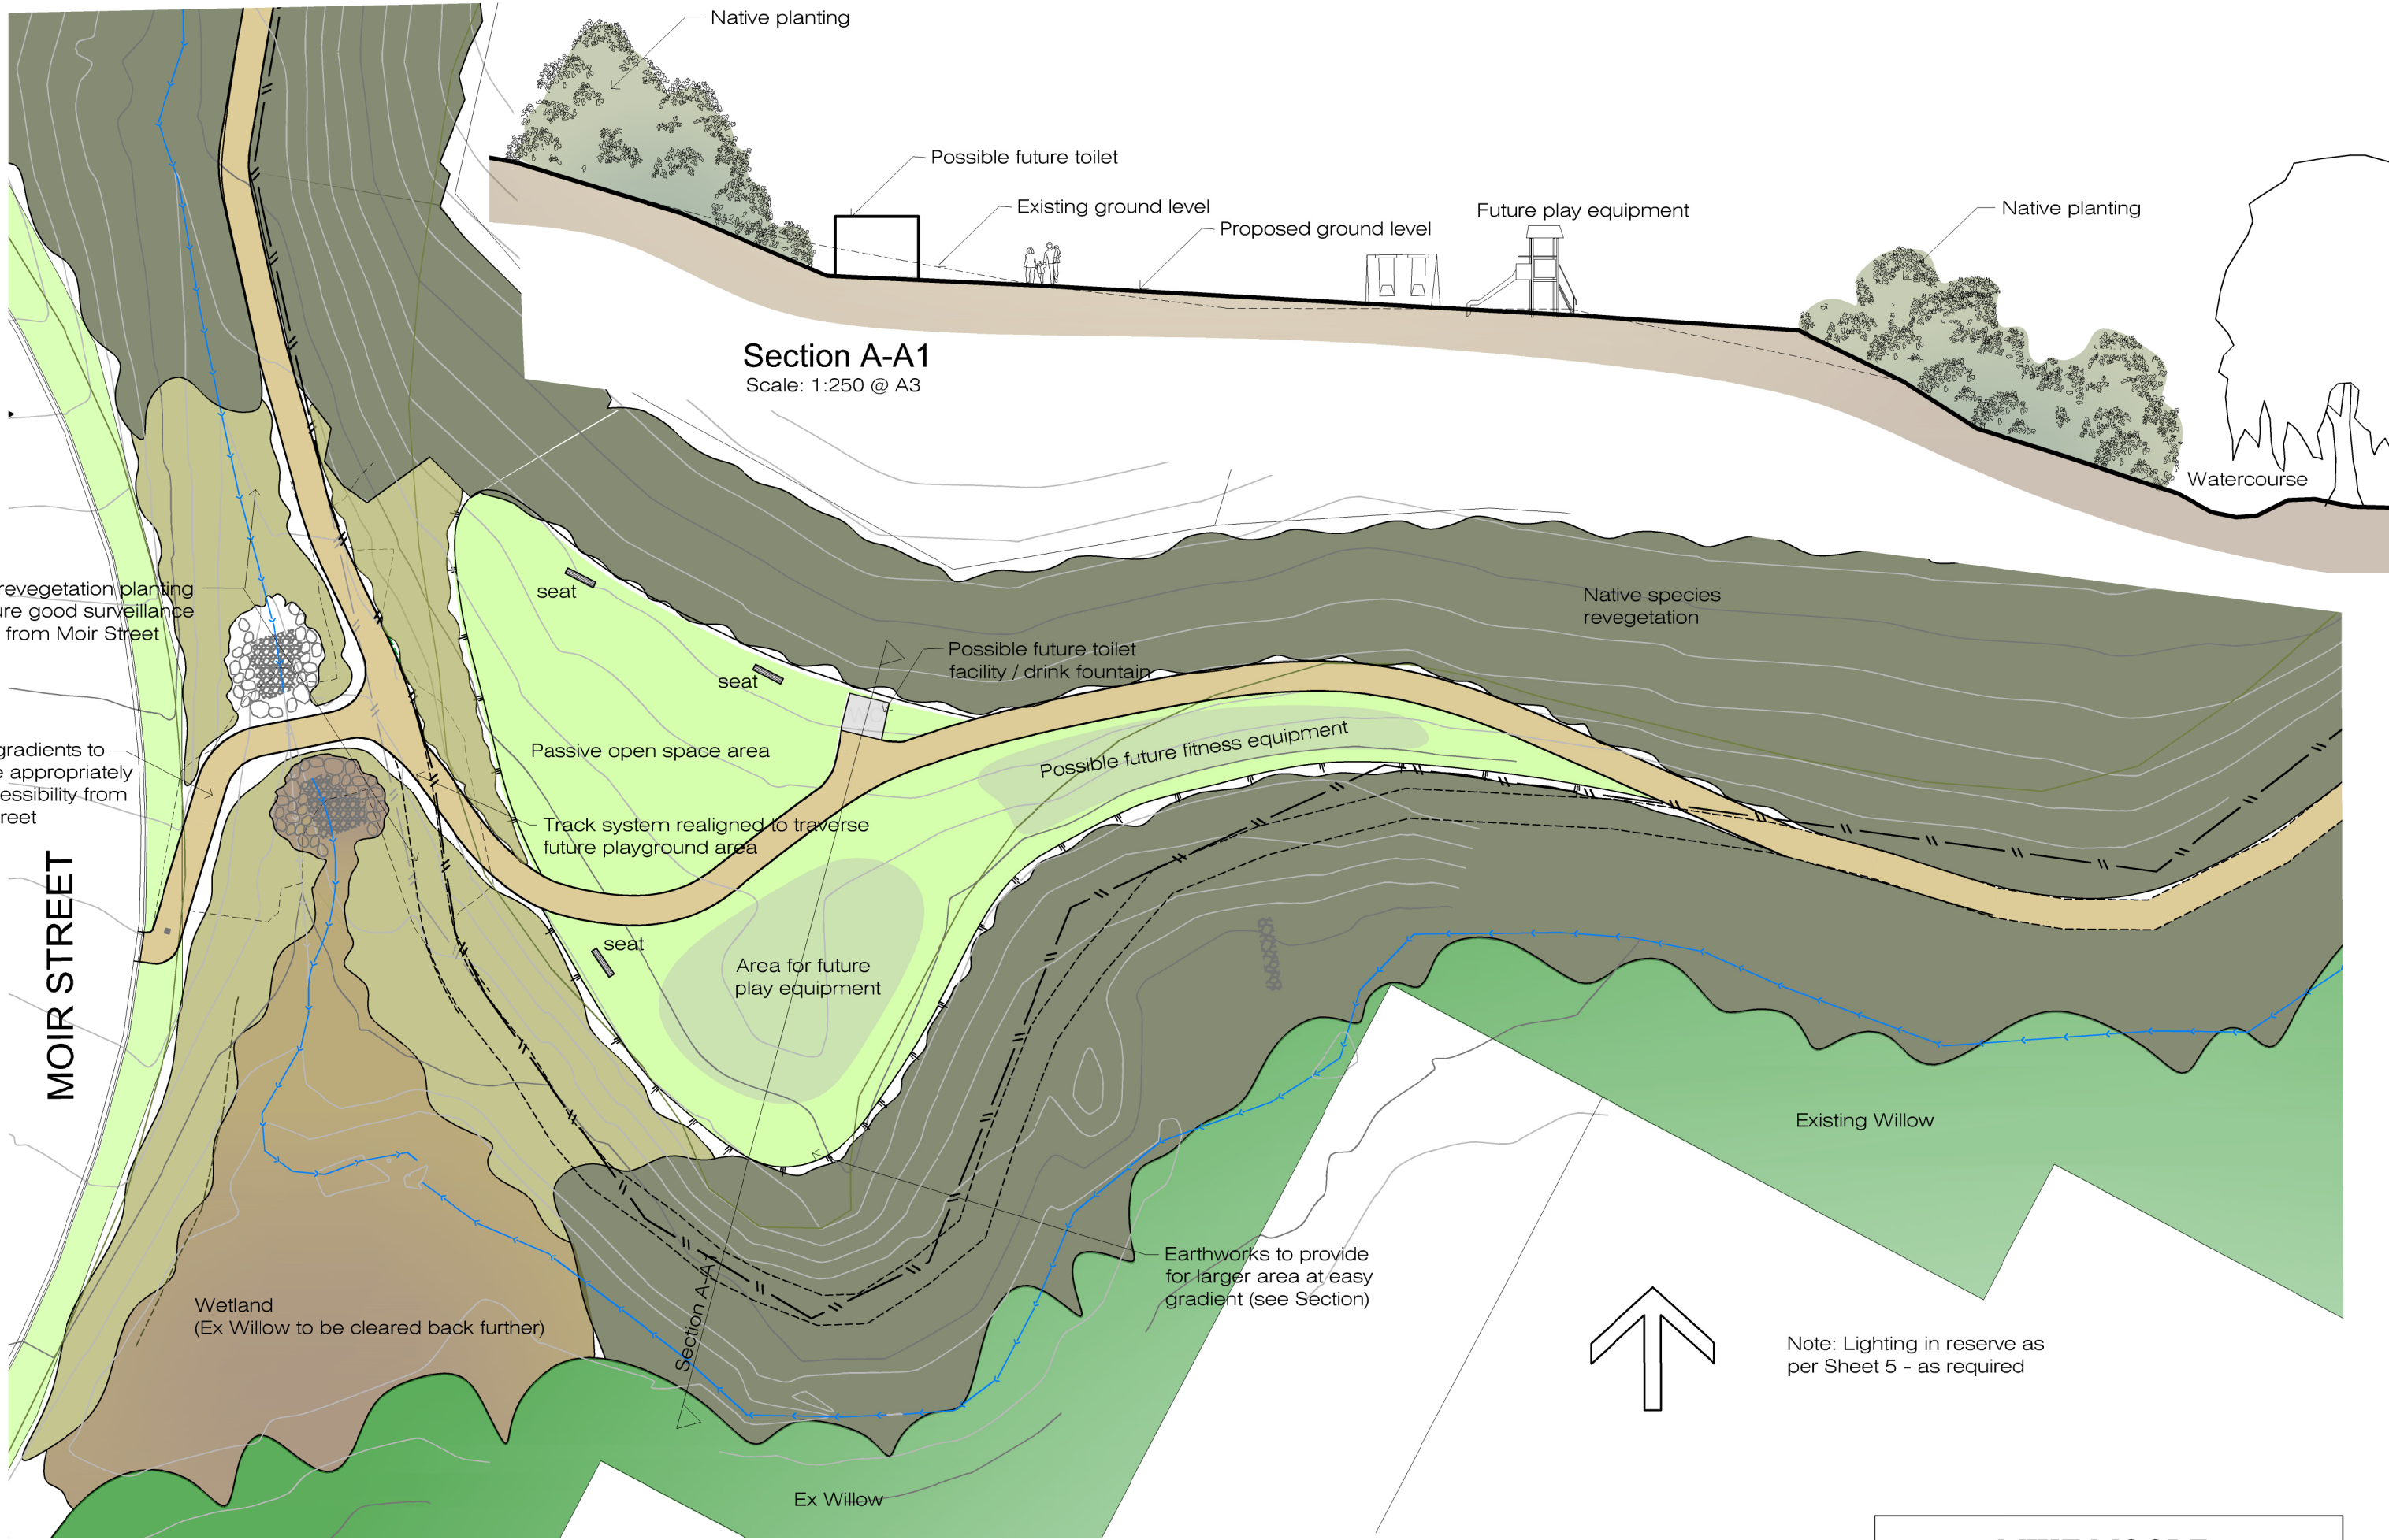 Native planting
Possible future toilet
Existing ground level
Proposed ground level
Future play equipment
Native planting
Section A-A1
Scale: 1:250 @ A3
Watercourse
revegetation planting
ure good surveillance
from Moir Street
seat
Native species
revegetation
Possible future toilet
facility / drink fountain
seat
Passive open space area
Possible future fitness equipment
gradients to
e appropriately
essibility from
reet
Track system realigned to traverse
future playground area
MOIR STREET
seat
Area for future
play equipment
Existing Willow
Earthworks to provide
for larger area at easy
gradient (see Section)
Section A-A1
Wetland
(Ex Willow to be cleared back further)
Note: Lighting in reserve as
per Sheet 5 - as required
Ex Willow